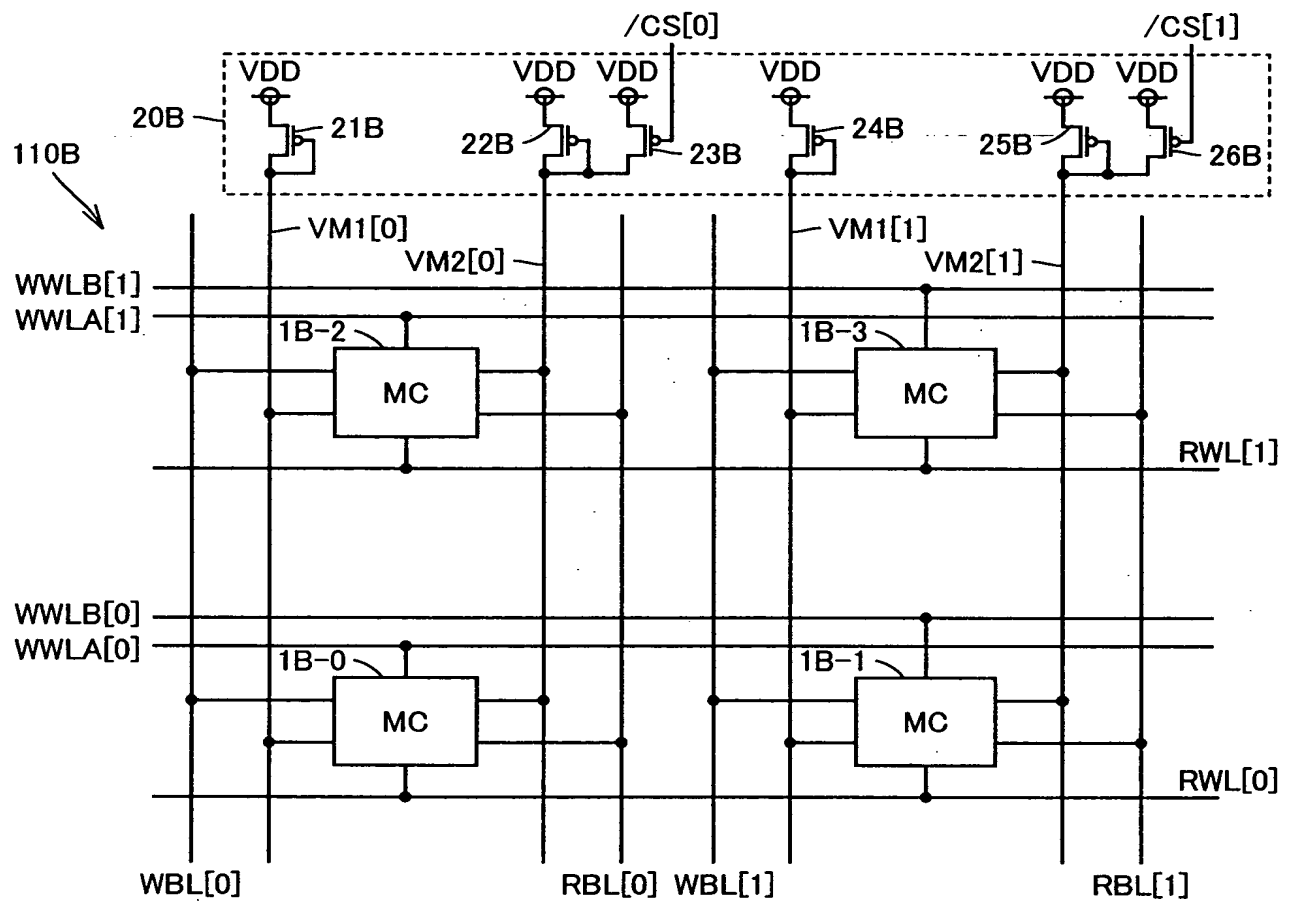 /CS[0] /CS[1]
VDD VDD VDD VDD VDD VDD
20B 21B 22B 23B 24B 25B 26B
110B
VM1[0] VM1[1]
VM2[0] VM2[1]
WWLB[1]
WWLA[1]
1B-2 1B-3
MC MC
RWL[1]
WWLB[0]
WWLA[0]
1B-0 1B-1
MC MC
RWL[0]
WBL[0] RBL[0] WBL[1] RBL[1]